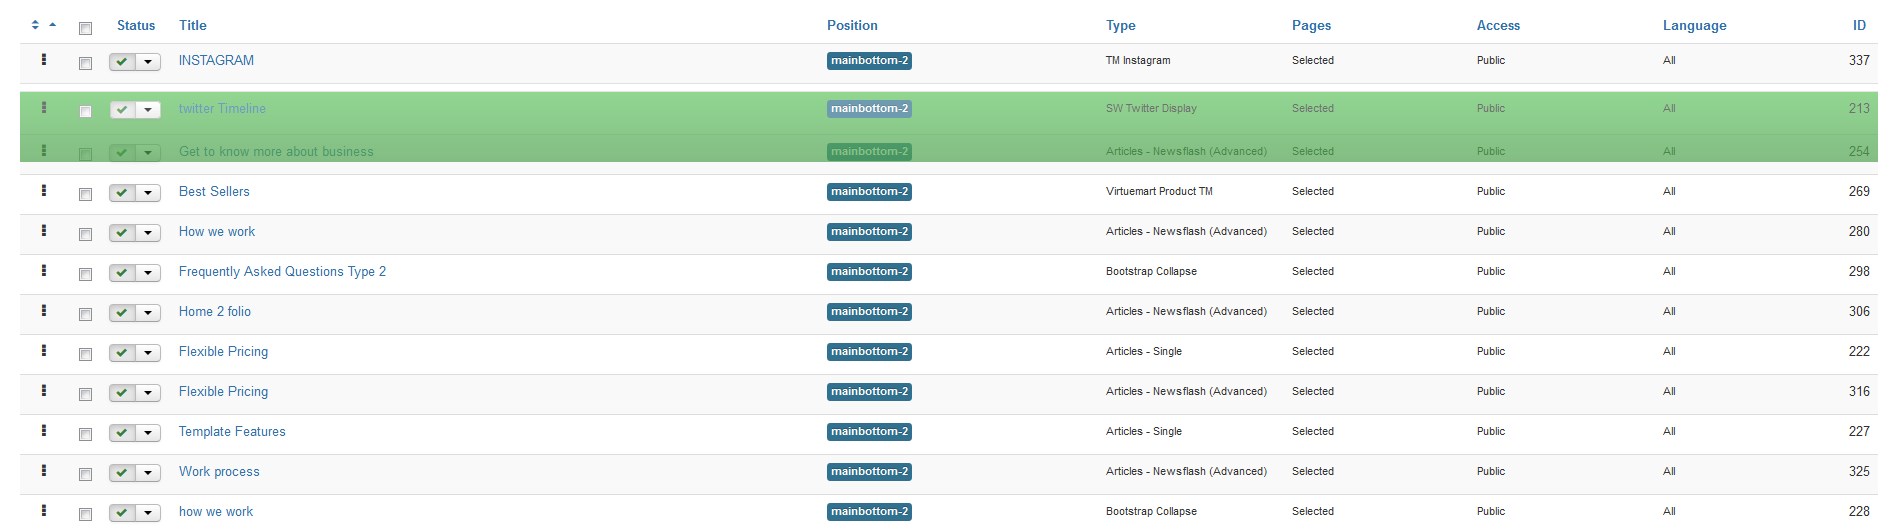 Status Title Position Type Pages Access Language ID
INSTAGRAM mainbottom-2 TM Instagram Selected Public All 337
twitter Timeline mainbottom-2 SW Twitter Display Selected Public All 213
Get to know more about business mainbottom-2 Articles - Newsflash (Advanced) Selected Public All 254
Best Sellers mainbottom-2 Virtuemart Product TM Selected Public All 269
How we work mainbottom-2 Articles - Newsflash (Advanced) Selected Public All 280
Frequently Asked Questions Type 2 mainbottom-2 Bootstrap Collapse Selected Public All 298
Home 2 folio mainbottom-2 Articles - Newsflash (Advanced) Selected Public All 306
Flexible Pricing mainbottom-2 Articles - Single Selected Public All 222
Flexible Pricing mainbottom-2 Articles - Newsflash (Advanced) Selected Public All 316
Template Features mainbottom-2 Articles - Single Selected Public All 227
Work process mainbottom-2 Articles - Newsflash (Advanced) Selected Public All 325
how we work mainbottom-2 Bootstrap Collapse Selected Public All 228